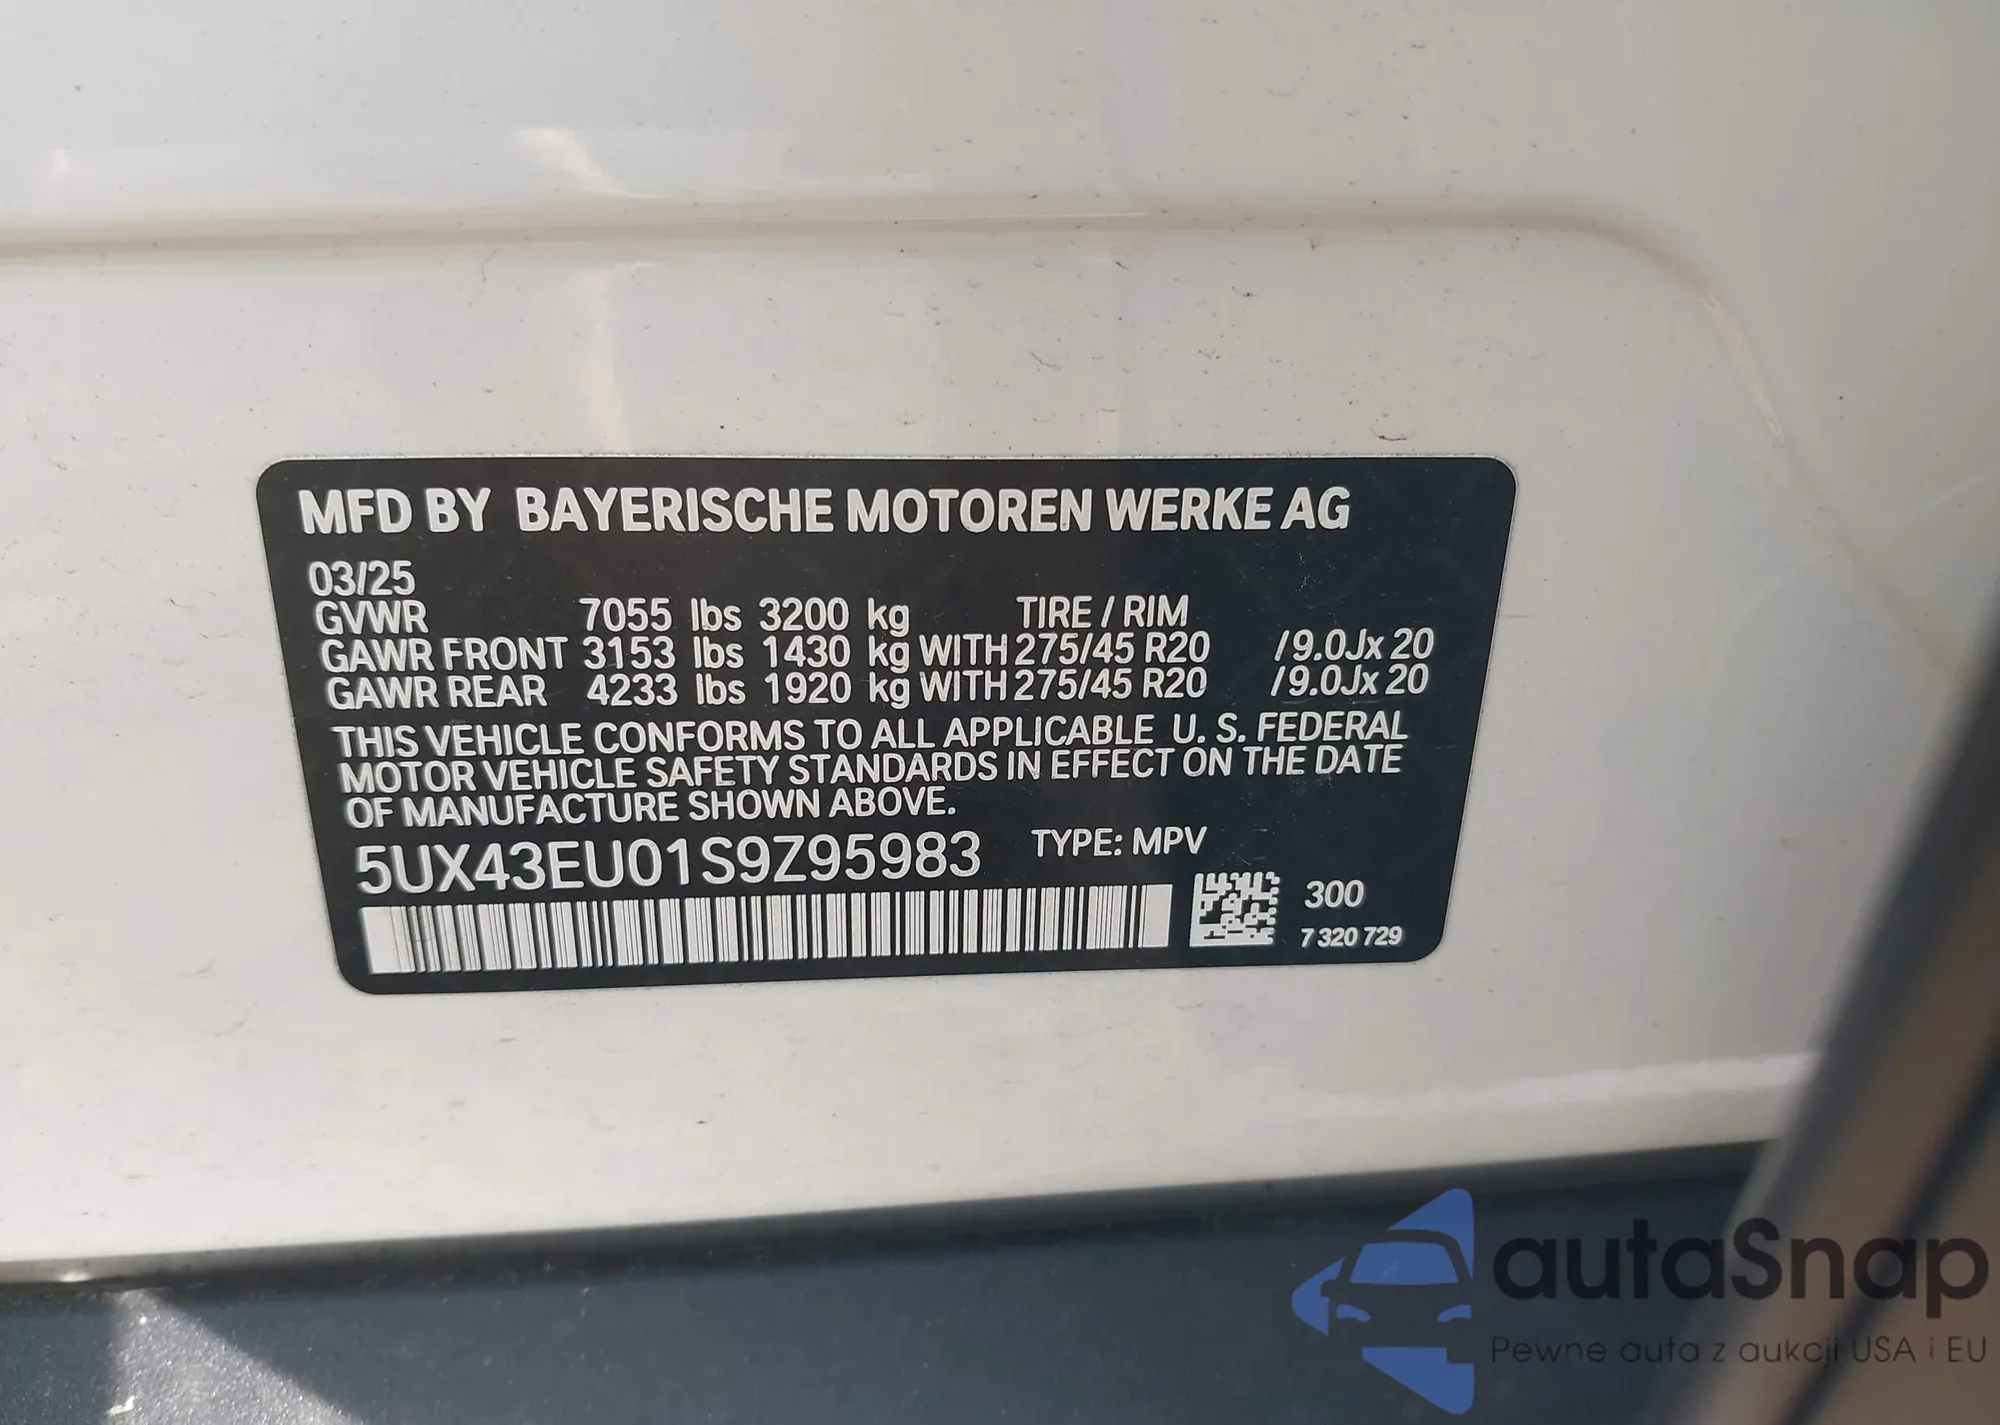 MFD BY BAYERISCHE MOTOREN WERKE AG
03/25
GVWR 7055 lbs 3200 kg TIRE / RIM
GAWR FRONT 3153 lbs 1430 kg WITH 275/45 R20 /9.0Jx 20
GAWR REAR 4233 lbs 1920 kg WITH 275/45 R20 /9.0Jx 20
THIS VEHICLE CONFORMS TO ALL APPLICABLE U. S. FEDERAL
MOTOR VEHICLE SAFETY STANDARDS IN EFFECT ON THE DATE
OF MANUFACTURE SHOWN ABOVE.
5UX43EU01S9Z95983 TYPE: MPV
300
7 320 729
autaSnap
Pewne auta z aukcji USA i EU